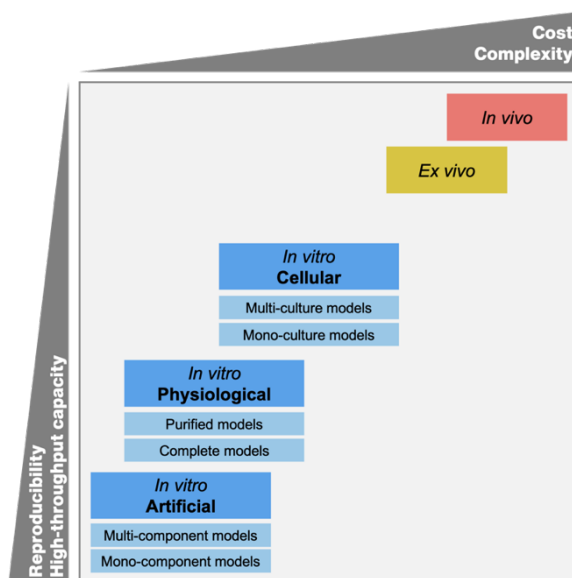 Cost
Complexity
In vivo
Ex vivo
In vitro
Cellular
Multi-culture models
Mono-culture models
In vitro
Physiological
Purified models
Complete models
In vitro
Artificial
Multi-component models
Mono-component models
Reproducibility
High-throughput capacity